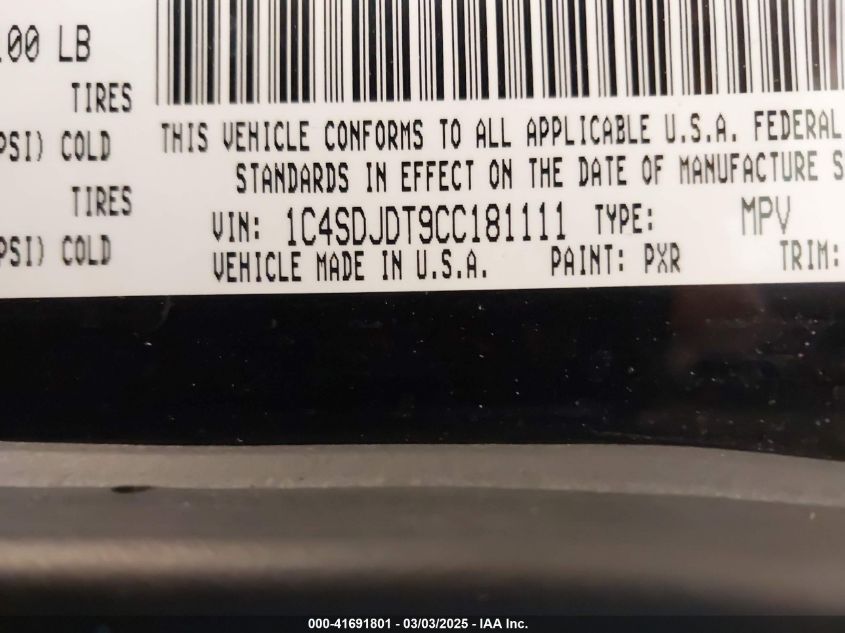 .00 LB
TIRES
PSI) COLD
TIRES
PSI) COLD
THIS VEHICLE CONFORMS TO ALL APPLICABLE U.S.A. FEDERAL
STANDARDS IN EFFECT ON THE DATE OF MANUFACTURE S
VIN: 1C4SDJDT9CC181111 TYPE: MPV
VEHICLE MADE IN U.S.A. PAINT: PXR TRIM:
000-41691801 - 03/03/2025 - IAA Inc.